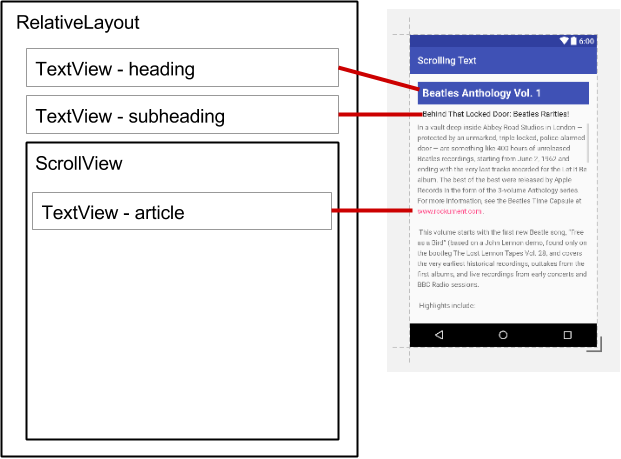 RelativeLayout
TextView - heading
TextView - subheading
ScrollView
TextView - article
6:00
Scrolling Text
Beatles Anthology Vol. 1
Behind That Locked Door: Beatles Rarities!
In a vault deep inside Abbey Road Studios in London —
protected by an unmarked, triple locked, police-alarmed
door — are something like 400 hours of unreleased
Beatles recordings, starting from June 2, 1962 and
ending with the very last tracks recorded for the Let It Be
album. The best of the best were released by Apple
Records in the form of the 3-volume Anthology series.
For more information, see the Beatles Time Capsule at
www.rockument.com.
This volume starts with the first new Beatle song, "Free
as a Bird" (based on a John Lennon demo, found only on
the bootleg The Lost Lennon Tapes Vol. 28, and covers
the very earliest historical recordings, outtakes from the
first albums, and live recordings from early concerts and
BBC Radio sessions.
Highlights include: